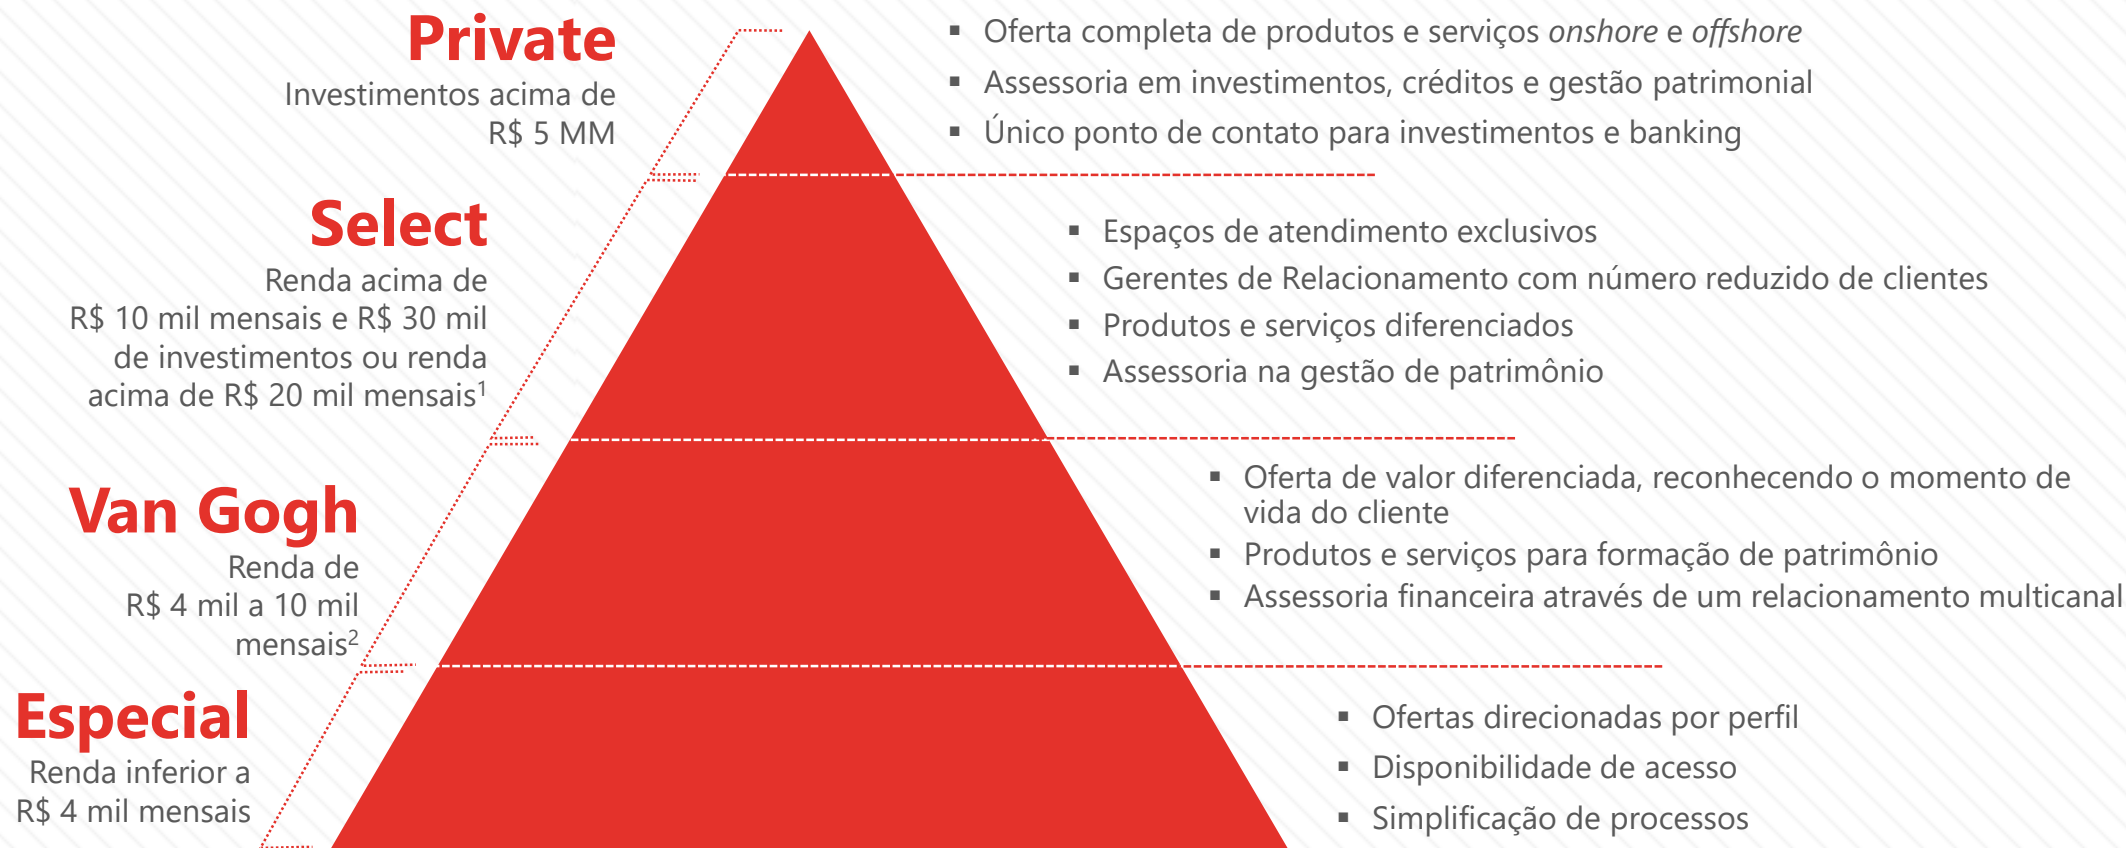 Private
Investimentos acima de
R$ 5 MM
▪ Oferta completa de produtos e serviços onshore e offshore
▪ Assessoria em investimentos, créditos e gestão patrimonial
▪ Único ponto de contato para investimentos e banking
Select
Renda acima de
R$ 10 mil mensais e R$ 30 mil
de investimentos ou renda
acima de R$ 20 mil mensais¹
▪ Espaços de atendimento exclusivos
▪ Gerentes de Relacionamento com número reduzido de clientes
▪ Produtos e serviços diferenciados
▪ Assessoria na gestão de patrimônio
Van Gogh
Renda de
R$ 4 mil a 10 mil
mensais²
▪ Oferta de valor diferenciada, reconhecendo o momento de
vida do cliente
▪ Produtos e serviços para formação de patrimônio
▪ Assessoria financeira através de um relacionamento multicanal
Especial
Renda inferior a
R$ 4 mil mensais
▪ Ofertas direcionadas por perfil
▪ Disponibilidade de acesso
▪ Simplificação de processos